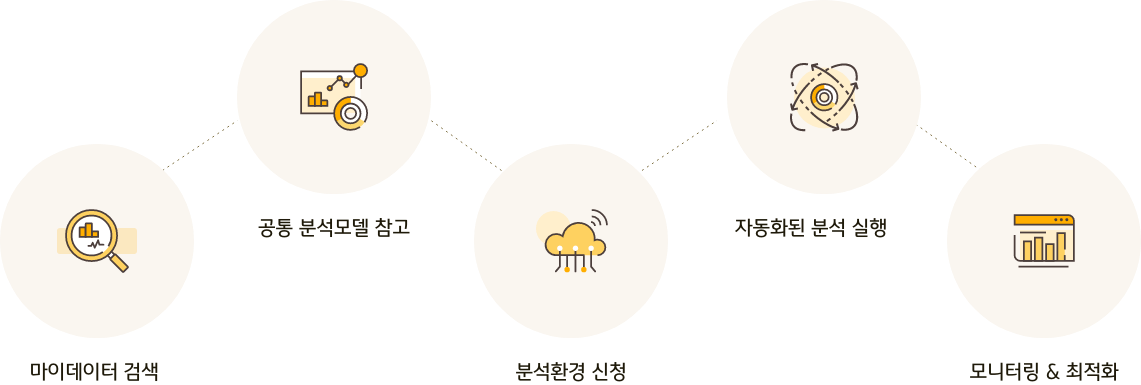 마이데이터 검색
공통 분석모델 참고
분석환경 신청
자동화된 분석 실행
모니터링 & 최적화